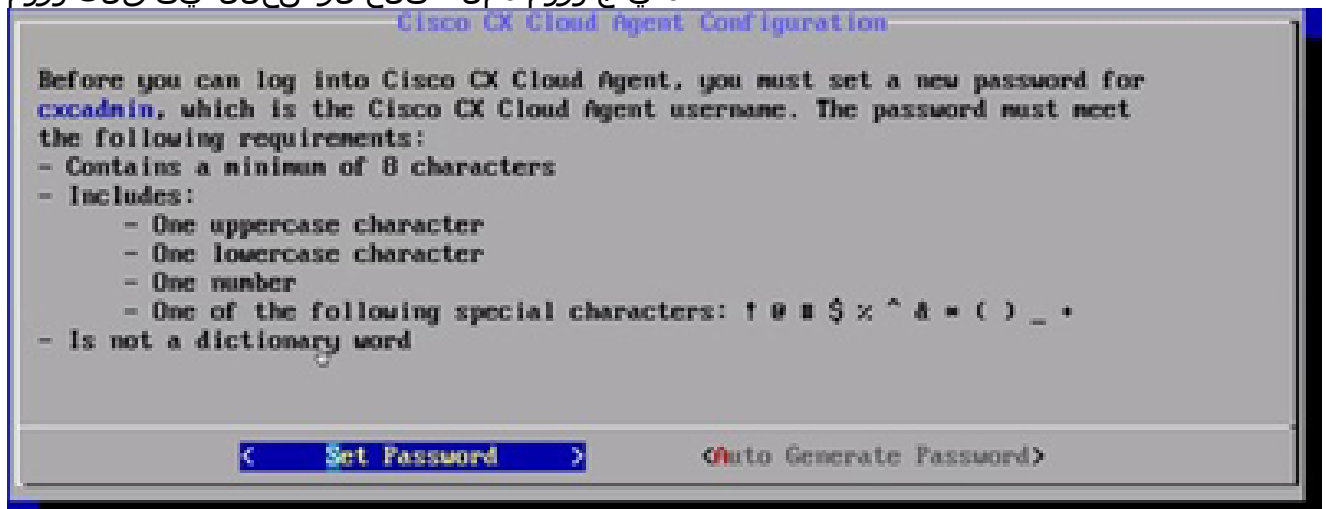 Cisco CX Cloud Agent Configuration
Before you can log into Cisco CX Cloud Agent, you must set a new password for
cxcadmin, which is the Cisco CX Cloud Agent username. The password must meet
the following requirements:
- Contains a minimum of 8 characters
- Includes:
- One uppercase character
- One lowercase character
- One number
- One of the following special characters: ! @ # $ % ^ & * ( ) _ +
- Is not a dictionary word
< Set Password > <Auto Generate Password>